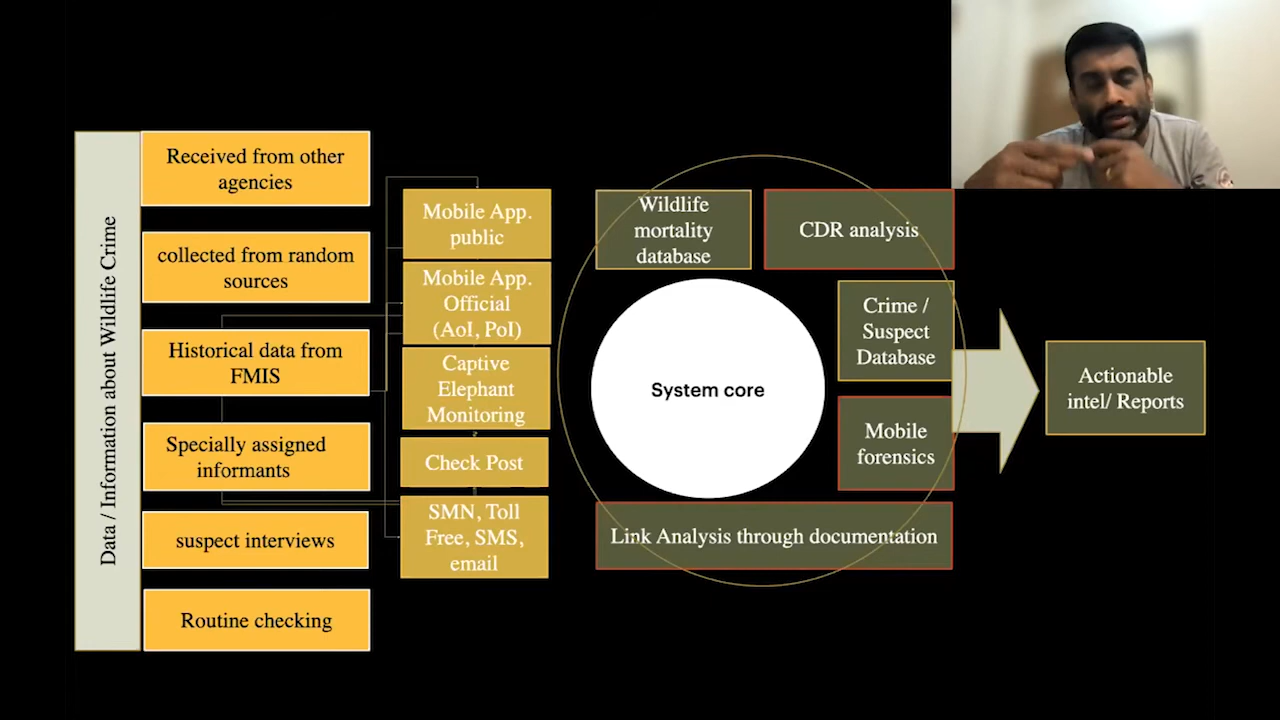 Data / Information about Wildlife Crime
Received from other
agencies
collected from random
sources
Historical data from
FMIS
Specially assigned
informants
suspect interviews
Routine checking
Mobile App.
public
Mobile App.
Official
(AoI, PoI)
Captive
Elephant
Monitoring
Check Post
SMN, Toll
Free, SMS,
email
Wildlife
mortality
database
CDR analysis
Crime /
Suspect
Database
System core
Mobile
forensics
Link Analysis through documentation
Actionable
intel/ Reports